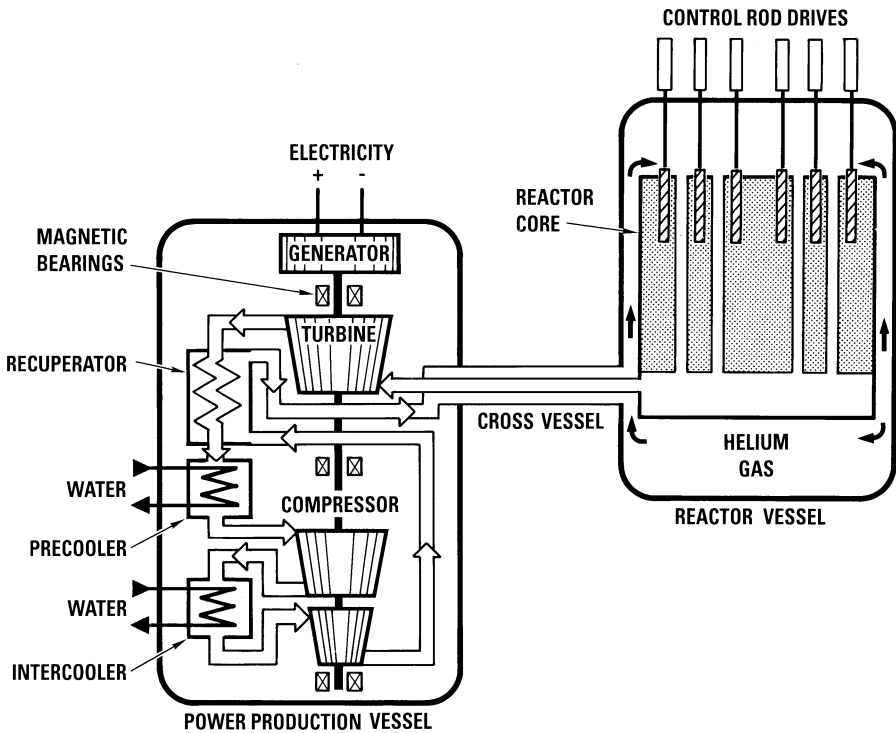 CONTROL ROD DRIVES
ELECTRICITY
+ -
REACTOR
CORE
MAGNETIC
BEARINGS
GENERATOR
TURBINE
RECUPERATOR
CROSS VESSEL
HELIUM
GAS
WATER
COMPRESSOR
REACTOR VESSEL
PRECOOLER
WATER
INTERCOOLER
POWER PRODUCTION VESSEL